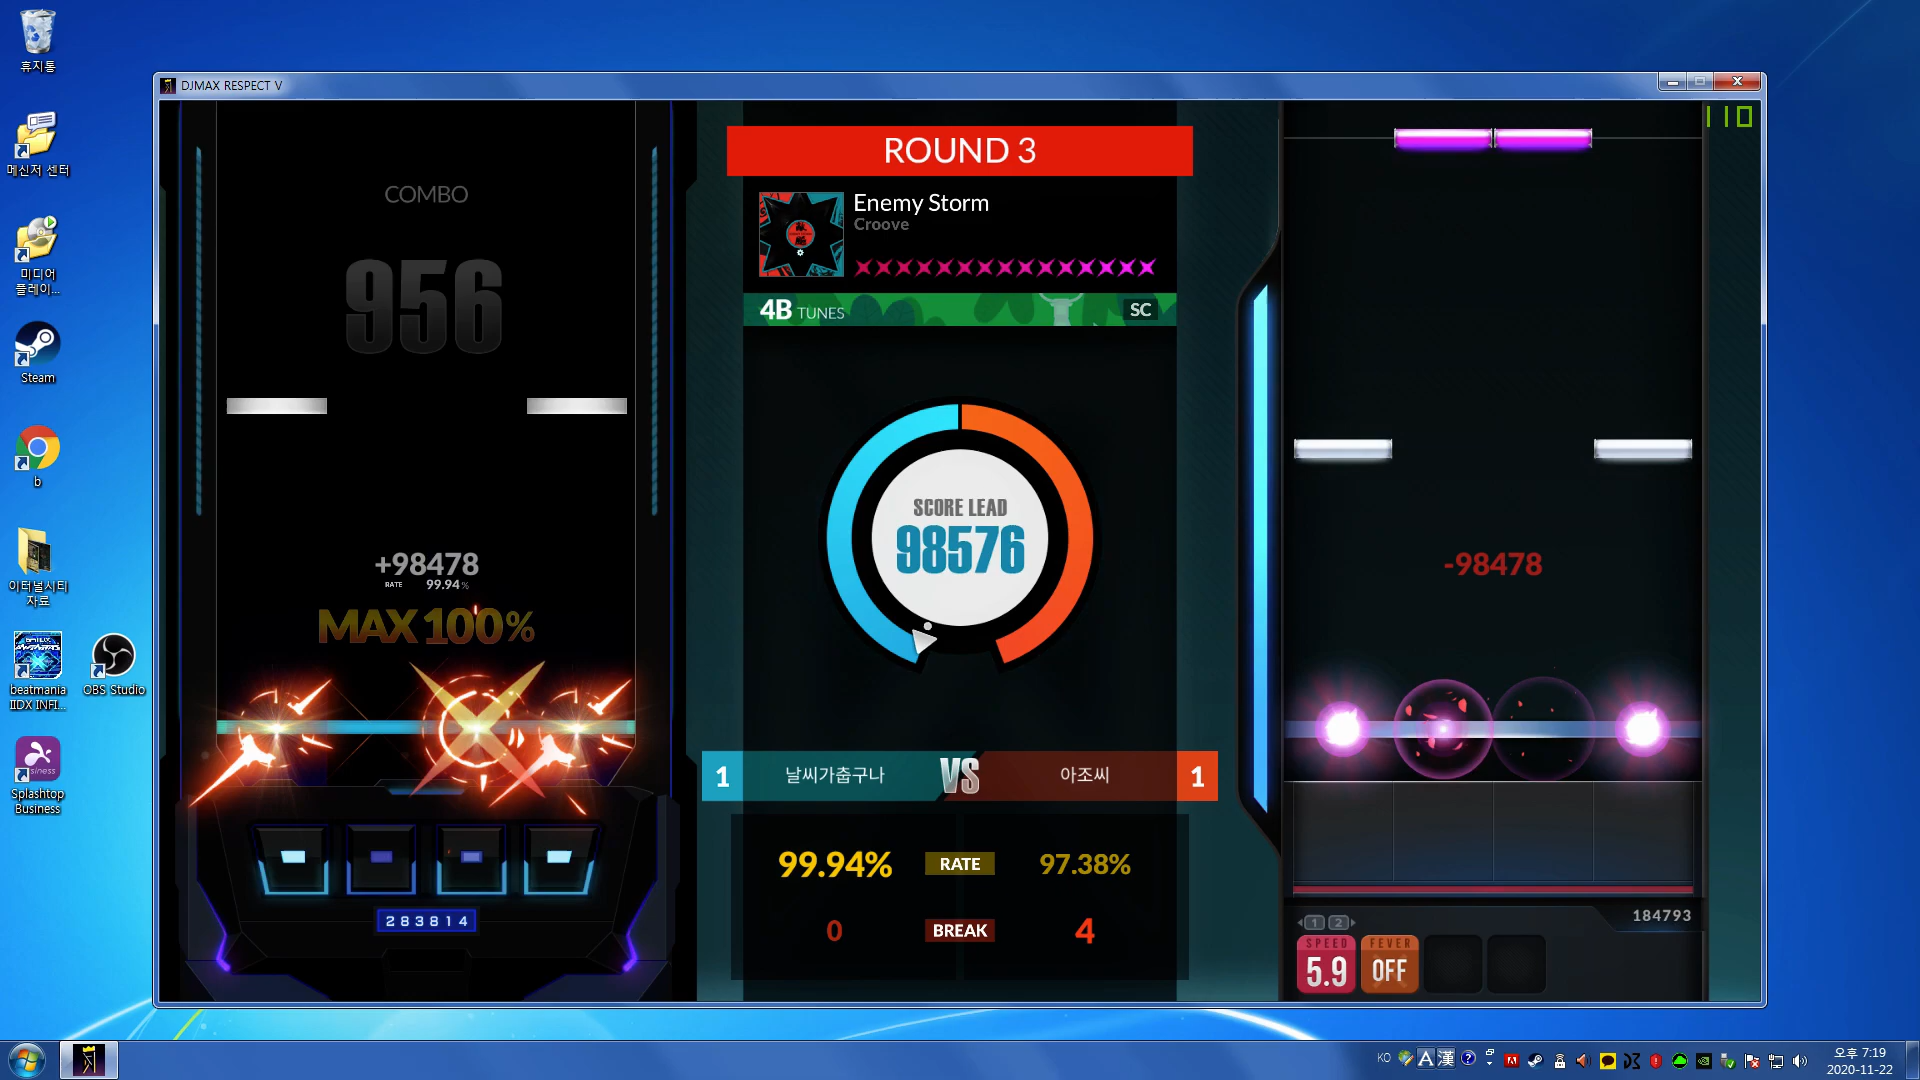 휴지통
메신저 센터
미디어
플레이...
Steam
b
이터널시티
자료
beatmania
IIDX INFI...
OBS Studio
Splashtop
Business
DJMAX RESPECT V
110
COMBO
956
+98478
RATE 99.94%
MAX 100%
283814
ROUND 3
Enemy Storm
Croove
4B TUNES
SC
SCORE LEAD
98576
1 날씨가춥구나 VS 아조씨 1
99.94% RATE 97.38%
0 BREAK 4
-98478
184793
1 2
SPEED
5.9
FEVER
OFF
KO A 漢
오후 7:19
2020-11-22